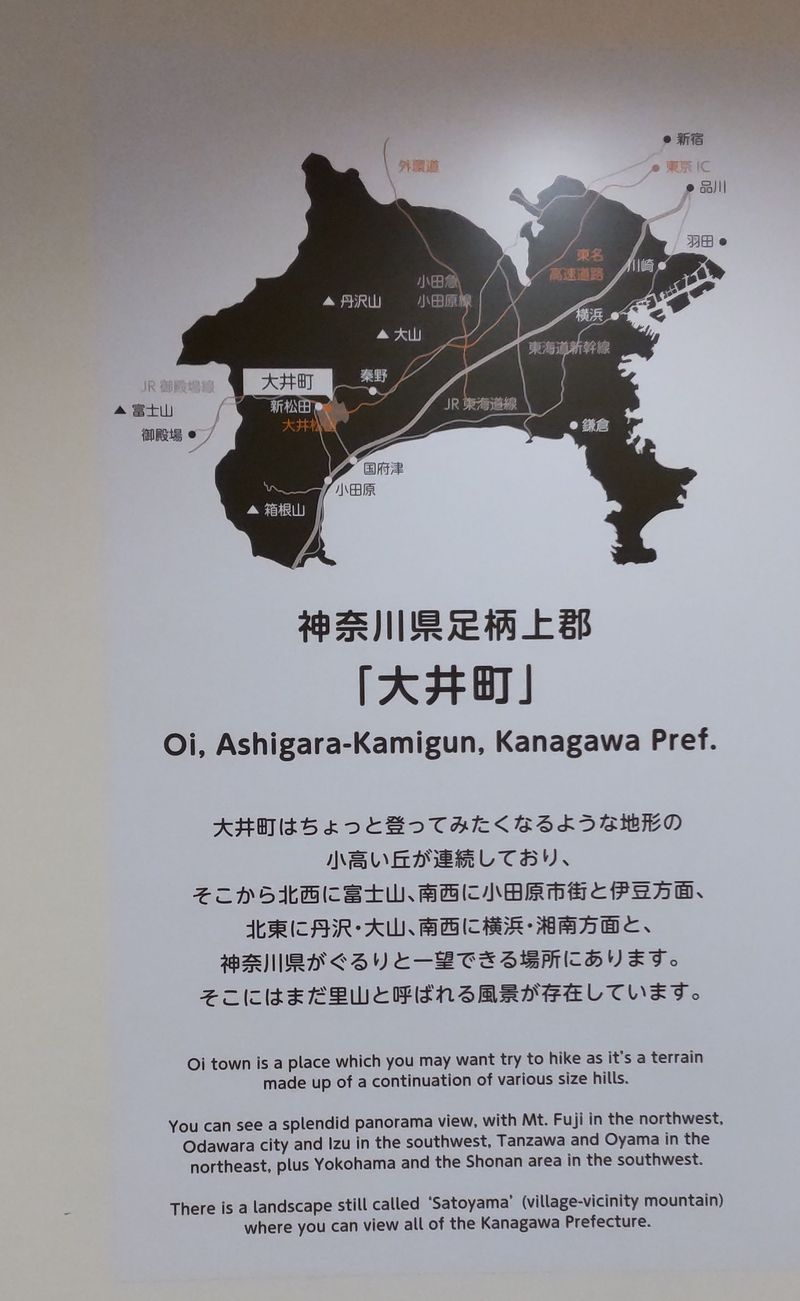 新宿
外環道
東京 IC
品川
羽田
東名
高速道路
川崎
小田急
小田原線
丹沢山
横浜
大山
東海道新幹線
JR 御殿場線
大井町
秦野
富士山
新松田
JR 東海道線
御殿場
大井松田
鎌倉
国府津
小田原
箱根山
神奈川県足柄上郡
「大井町」
Oi, Ashigara-Kamigun, Kanagawa Pref.
大井町はちょっと登ってみたくなるような地形の
小高い丘が連続しており、
そこから北西に富士山、南西に小田原市街と伊豆方面、
北東に丹沢・大山、南西に横浜・湘南方面と、
神奈川県がぐるりと一望できる場所にあります。
そこにはまだ里山と呼ばれる風景が存在しています。
Oi town is a place which you may want try to hike as it's a terrain
made up of a continuation of various size hills.
You can see a splendid panorama view, with Mt. Fuji in the northwest,
Odawara city and Izu in the southwest, Tanzawa and Oyama in the
northeast, plus Yokohama and the Shonan area in the southwest.
There is a landscape still called ‘Satoyama’ (village-vicinity mountain)
where you can view all of the Kanagawa Prefecture.